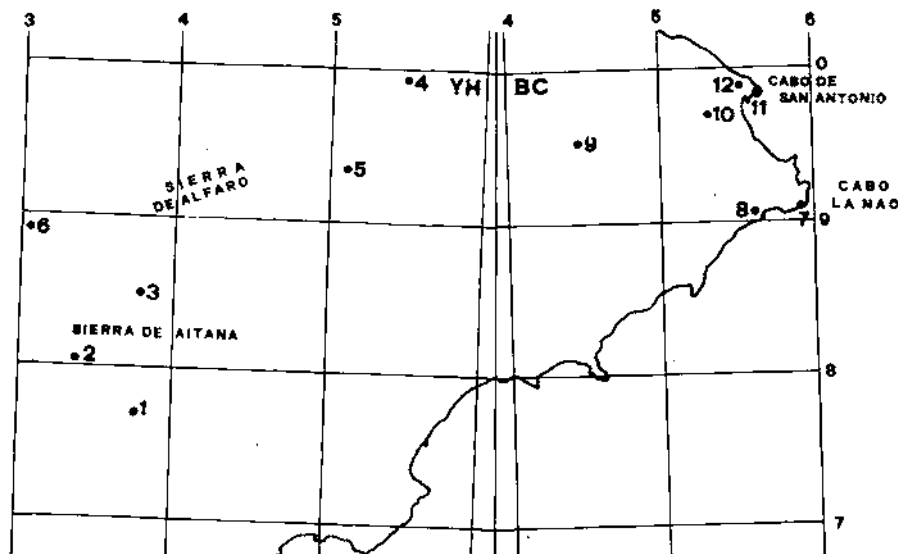 3 4 5 4 5 6
0
4 YH BC 12 CABO DE
SAN ANTONIO
11
10
9
5
SIERRA
DE ALFARO
CABO
LA NAO
6 8 7 9
3
SIERRA DE AITANA
2
8
1
7